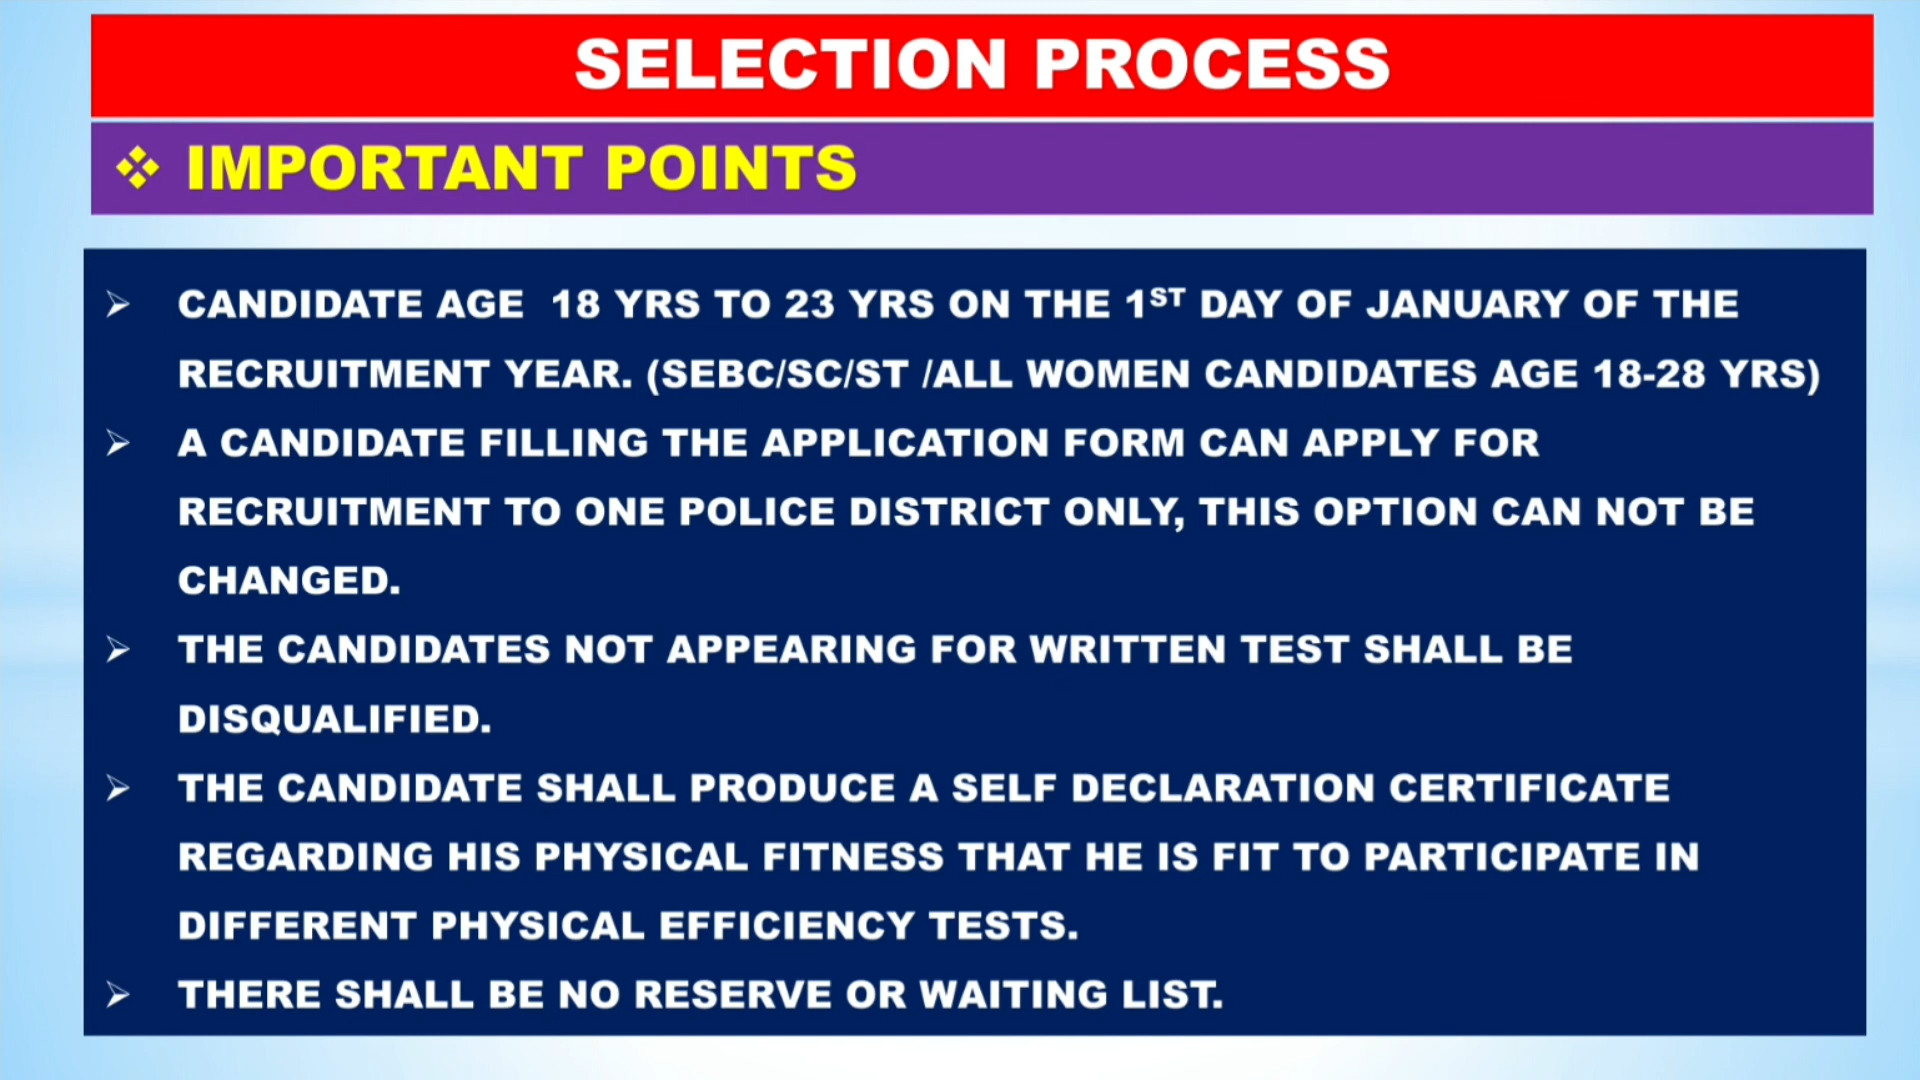 SELECTION PROCESS
❖ IMPORTANT POINTS
➢ CANDIDATE AGE 18 YRS TO 23 YRS ON THE 1ST DAY OF JANUARY OF THE
RECRUITMENT YEAR. (SEBC/SC/ST /ALL WOMEN CANDIDATES AGE 18-28 YRS)
➢ A CANDIDATE FILLING THE APPLICATION FORM CAN APPLY FOR
RECRUITMENT TO ONE POLICE DISTRICT ONLY, THIS OPTION CAN NOT BE
CHANGED.
➢ THE CANDIDATES NOT APPEARING FOR WRITTEN TEST SHALL BE
DISQUALIFIED.
➢ THE CANDIDATE SHALL PRODUCE A SELF DECLARATION CERTIFICATE
REGARDING HIS PHYSICAL FITNESS THAT HE IS FIT TO PARTICIPATE IN
DIFFERENT PHYSICAL EFFICIENCY TESTS.
➢ THERE SHALL BE NO RESERVE OR WAITING LIST.